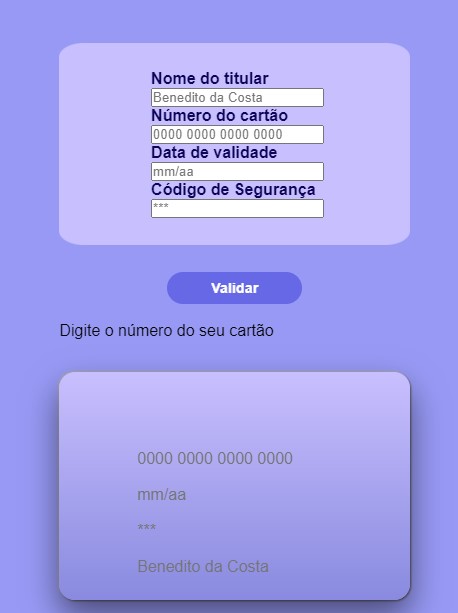 Nome do titular
Benedito da Costa
Número do cartão
0000 0000 0000 0000
Data de validade
mm/aa
Código de Segurança
***
Validar
Digite o número do seu cartão
0000 0000 0000 0000
mm/aa
***
Benedito da Costa